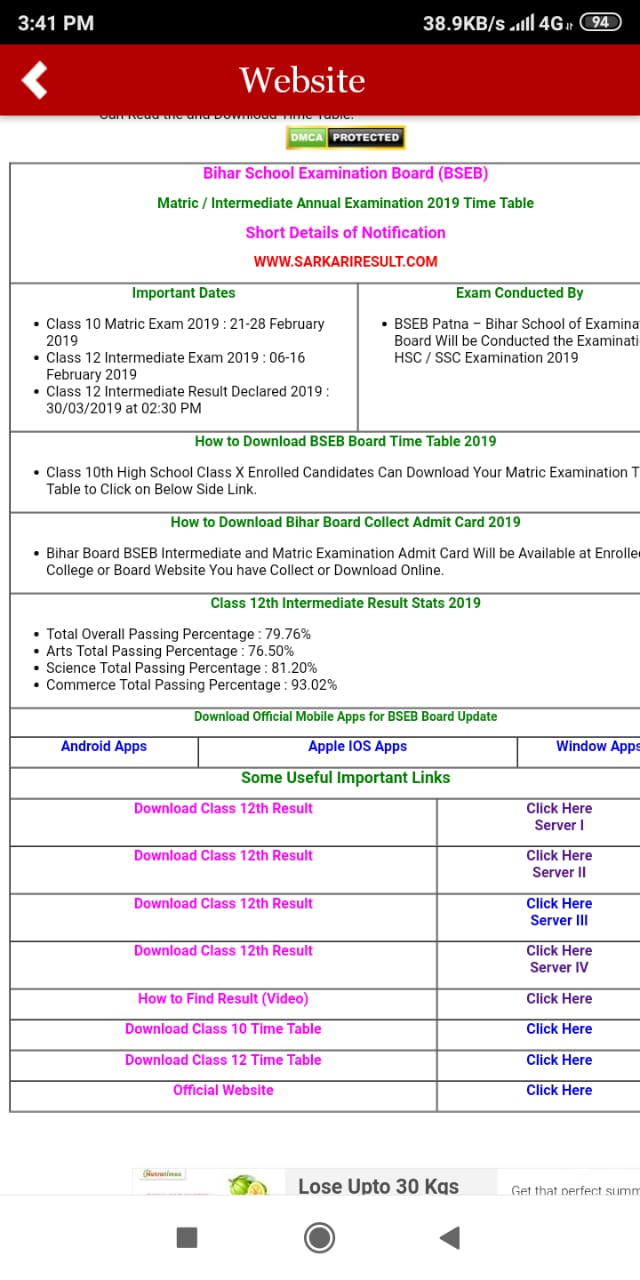 3:41 PM 38.9KB/s 4G 94
Website
Can Read the and Download Time Table.
DMCA PROTECTED
Bihar School Examination Board (BSEB)
Matric / Intermediate Annual Examination 2019 Time Table
Short Details of Notification
WWW.SARKARIRESULT.COM
Important Dates
• Class 10 Matric Exam 2019 : 21-28 February
2019
• Class 12 Intermediate Exam 2019 : 06-16
February 2019
• Class 12 Intermediate Result Declared 2019 :
30/03/2019 at 02:30 PM
Exam Conducted By
• BSEB Patna – Bihar School of Examina
Board Will be Conducted the Examinati
HSC / SSC Examination 2019
How to Download BSEB Board Time Table 2019
• Class 10th High School Class X Enrolled Candidates Can Download Your Matric Examination T
Table to Click on Below Side Link.
How to Download Bihar Board Collect Admit Card 2019
• Bihar Board BSEB Intermediate and Matric Examination Admit Card Will be Available at Enrolle
College or Board Website You have Collect or Download Online.
Class 12th Intermediate Result Stats 2019
• Total Overall Passing Percentage : 79.76%
• Arts Total Passing Percentage : 76.50%
• Science Total Passing Percentage : 81.20%
• Commerce Total Passing Percentage : 93.02%
Download Official Mobile Apps for BSEB Board Update
Android Apps Apple IOS Apps Window Apps
Some Useful Important Links
Download Class 12th Result Click Here
Server I
Download Class 12th Result Click Here
Server II
Download Class 12th Result Click Here
Server III
Download Class 12th Result Click Here
Server IV
How to Find Result (Video) Click Here
Download Class 10 Time Table Click Here
Download Class 12 Time Table Click Here
Official Website Click Here
Lose Upto 30 Kgs
Get that perfect summ